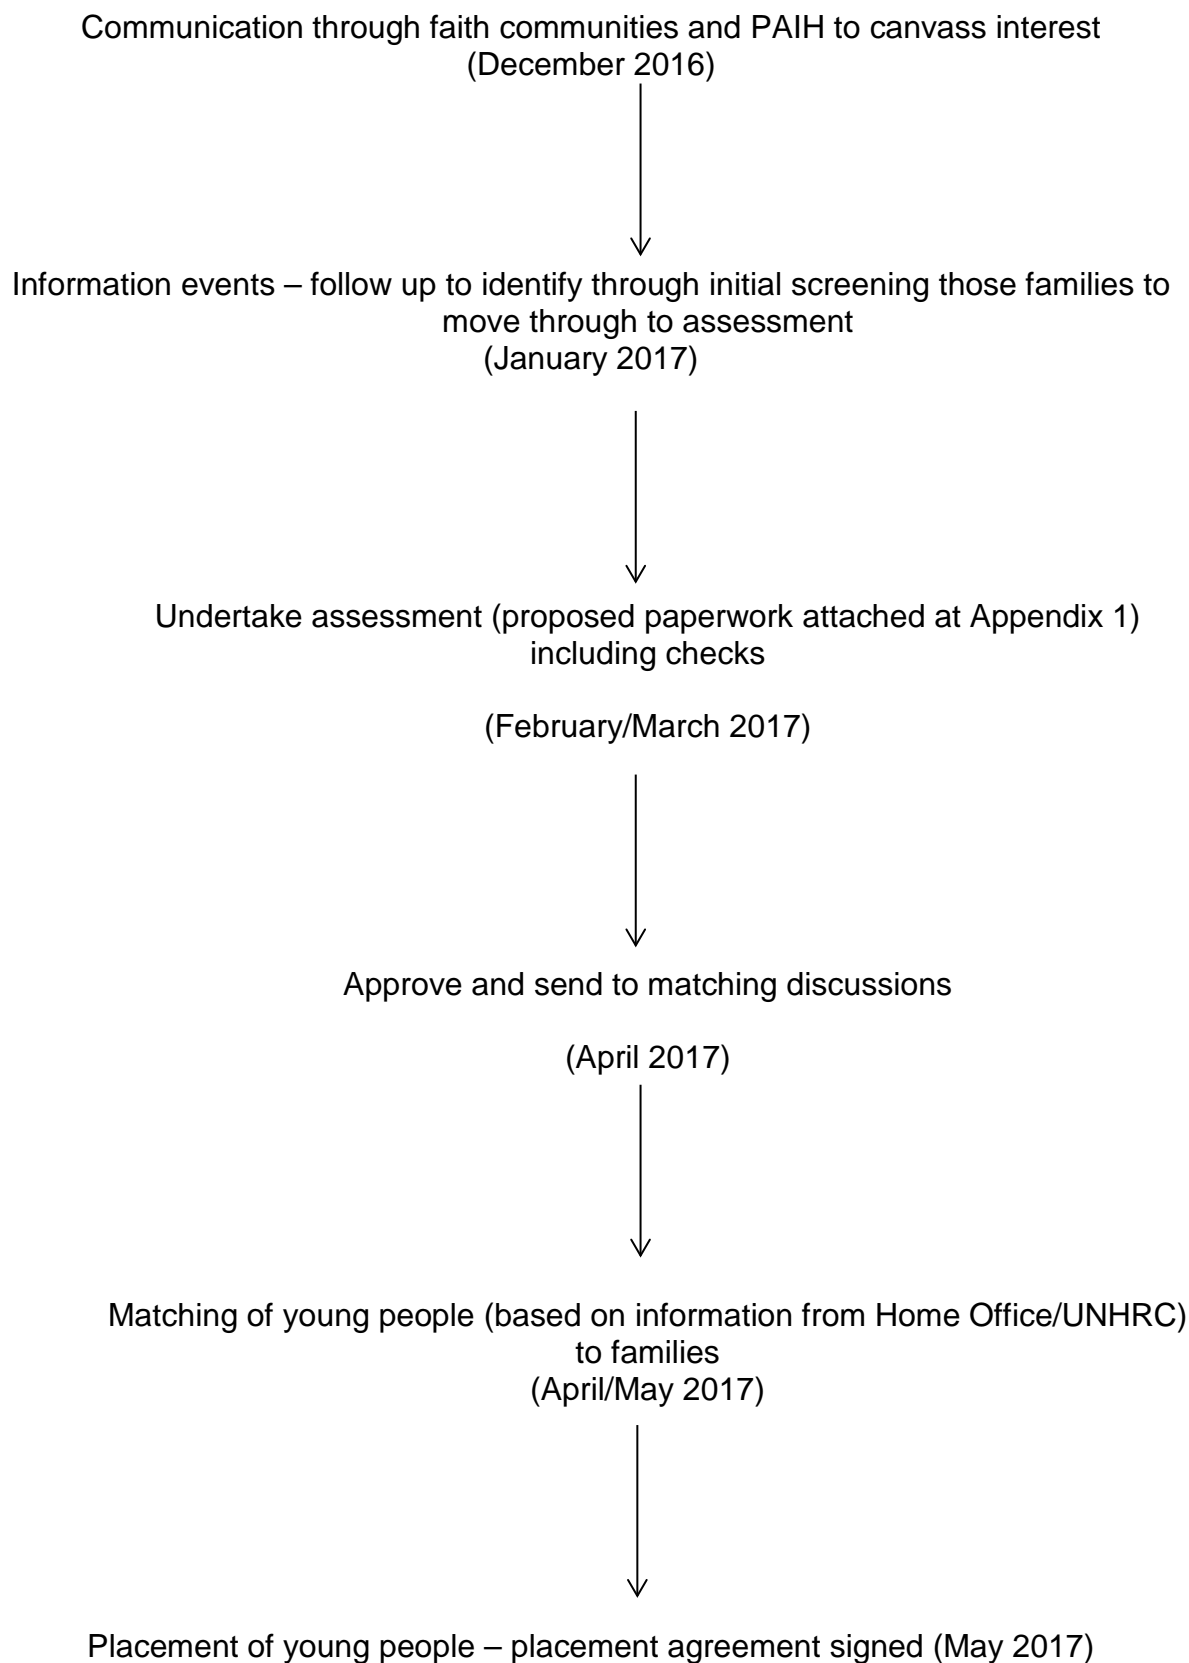 Communication through faith communities and PAIH to canvass interest
(December 2016)
Information events – follow up to identify through initial screening those families to
move through to assessment
(January 2017)
Undertake assessment (proposed paperwork attached at Appendix 1)
including checks
(February/March 2017)
Approve and send to matching discussions
(April 2017)
Matching of young people (based on information from Home Office/UNHRC)
to families
(April/May 2017)
Placement of young people – placement agreement signed (May 2017)